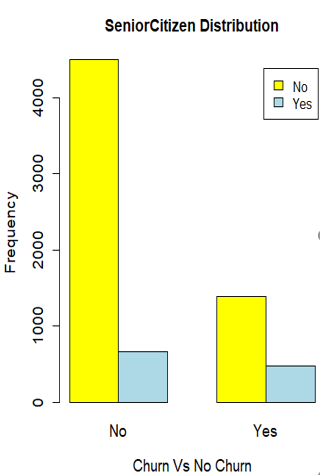 SeniorCitizen Distribution
No
Yes
Frequency
4000
3000
2000
1000
0
No
Yes
Churn Vs No Churn